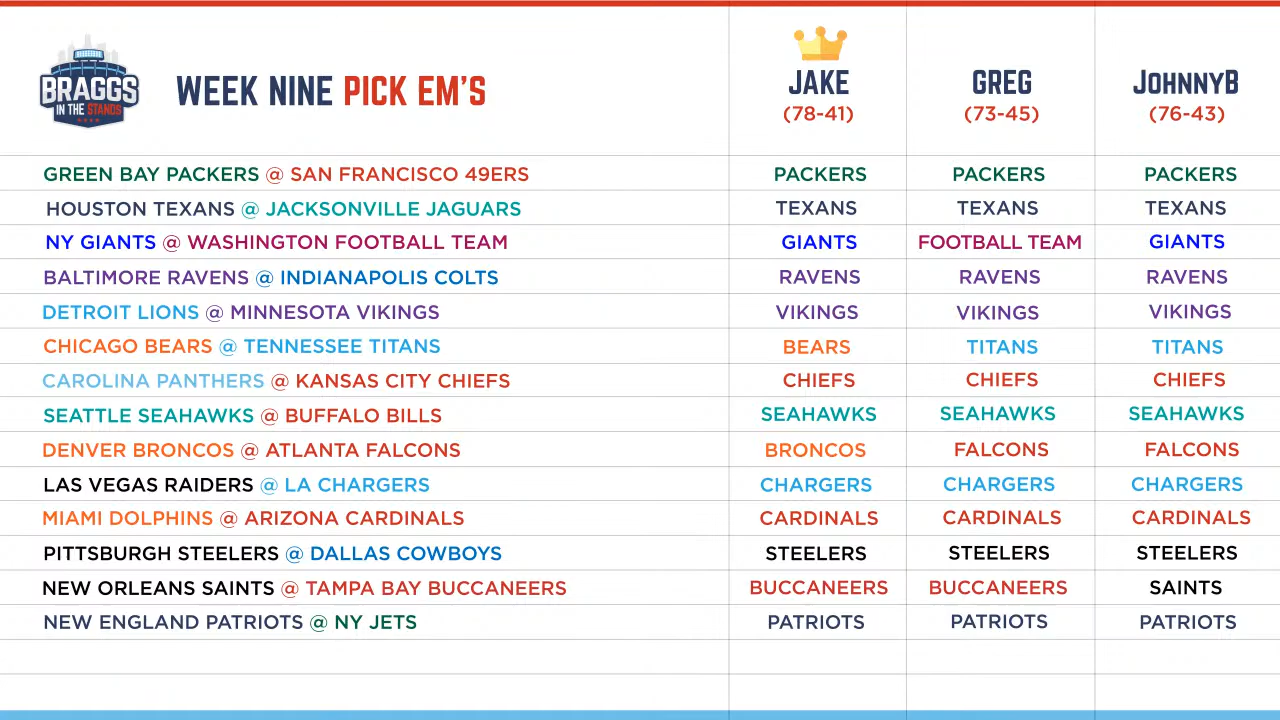 BRAGGS
IN THE STANDS
WEEK NINE PICK EM'S
JAKE GREG JOHNNYB
(78-41) (73-45) (76-43)
GREEN BAY PACKERS @ SAN FRANCISCO 49ERS PACKERS PACKERS PACKERS
HOUSTON TEXANS @ JACKSONVILLE JAGUARS TEXANS TEXANS TEXANS
NY GIANTS @ WASHINGTON FOOTBALL TEAM GIANTS FOOTBALL TEAM GIANTS
BALTIMORE RAVENS @ INDIANAPOLIS COLTS RAVENS RAVENS RAVENS
DETROIT LIONS @ MINNESOTA VIKINGS VIKINGS VIKINGS VIKINGS
CHICAGO BEARS @ TENNESSEE TITANS BEARS TITANS TITANS
CAROLINA PANTHERS @ KANSAS CITY CHIEFS CHIEFS CHIEFS CHIEFS
SEATTLE SEAHAWKS @ BUFFALO BILLS SEAHAWKS SEAHAWKS SEAHAWKS
DENVER BRONCOS @ ATLANTA FALCONS BRONCOS FALCONS FALCONS
LAS VEGAS RAIDERS @ LA CHARGERS CHARGERS CHARGERS CHARGERS
MIAMI DOLPHINS @ ARIZONA CARDINALS CARDINALS CARDINALS CARDINALS
PITTSBURGH STEELERS @ DALLAS COWBOYS STEELERS STEELERS STEELERS
NEW ORLEANS SAINTS @ TAMPA BAY BUCCANEERS BUCCANEERS BUCCANEERS SAINTS
NEW ENGLAND PATRIOTS @ NY JETS PATRIOTS PATRIOTS PATRIOTS